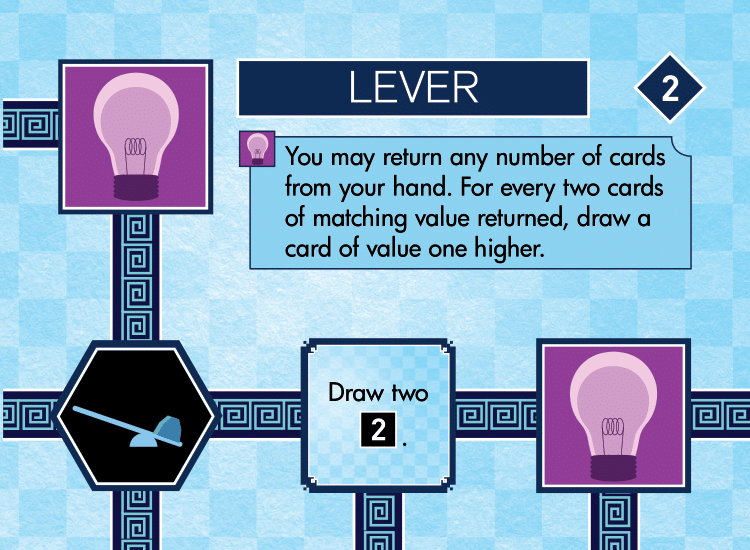 LEVER
2
You may return any number of cards
from your hand. For every two cards
of matching value returned, draw a
card of value one higher.
Draw two
2 .